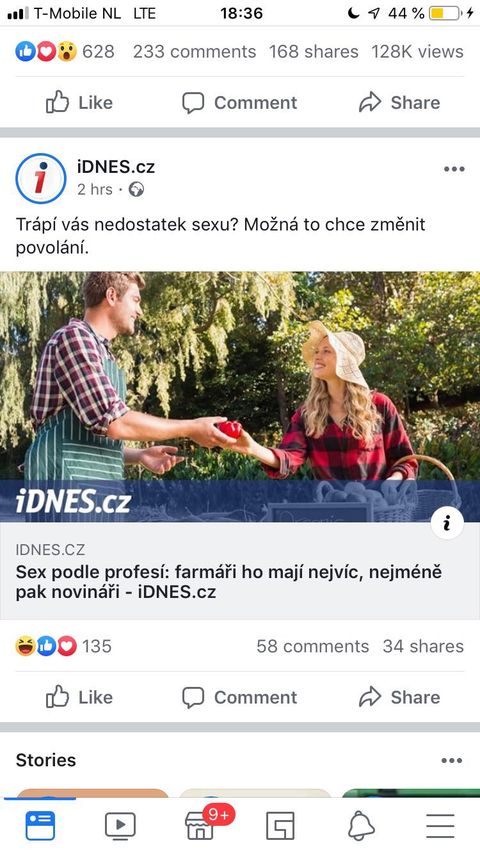 T-Mobile NL LTE 18:36 44 %
628 233 comments 168 shares 128K views
Like Comment Share
iDNES.cz
2 hrs ·
Trápí vás nedostatek sexu? Možná to chce změnit
povolání.
iDNES.cz
IDNES.CZ
Sex podle profesí: farmáři ho mají nejvíc, nejméně
pak novináři - iDNES.cz
135 58 comments 34 shares
Like Comment Share
Stories
9+